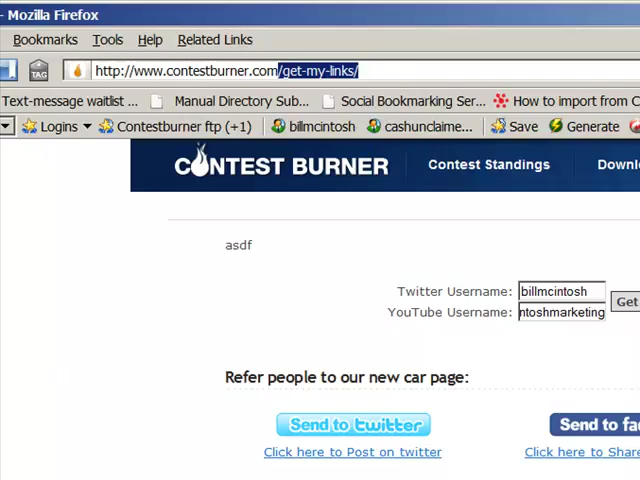 Mozilla Firefox
Bookmarks Tools Help Related Links
TAG http://www.contestburner.com/get-my-links/
Text-message waitlist ... Manual Directory Sub... Social Bookmarking Ser... How to import from C
Logins Contestburner ftp (+1) billmcintosh cashunclaime... Save Generate
CONTEST BURNER Contest Standings Downlo
asdf
Twitter Username: billmcintosh Get
YouTube Username: ntoshmarketing
Refer people to our new car page:
Send to twitter Send to fa
Click here to Post on twitter Click here to Share